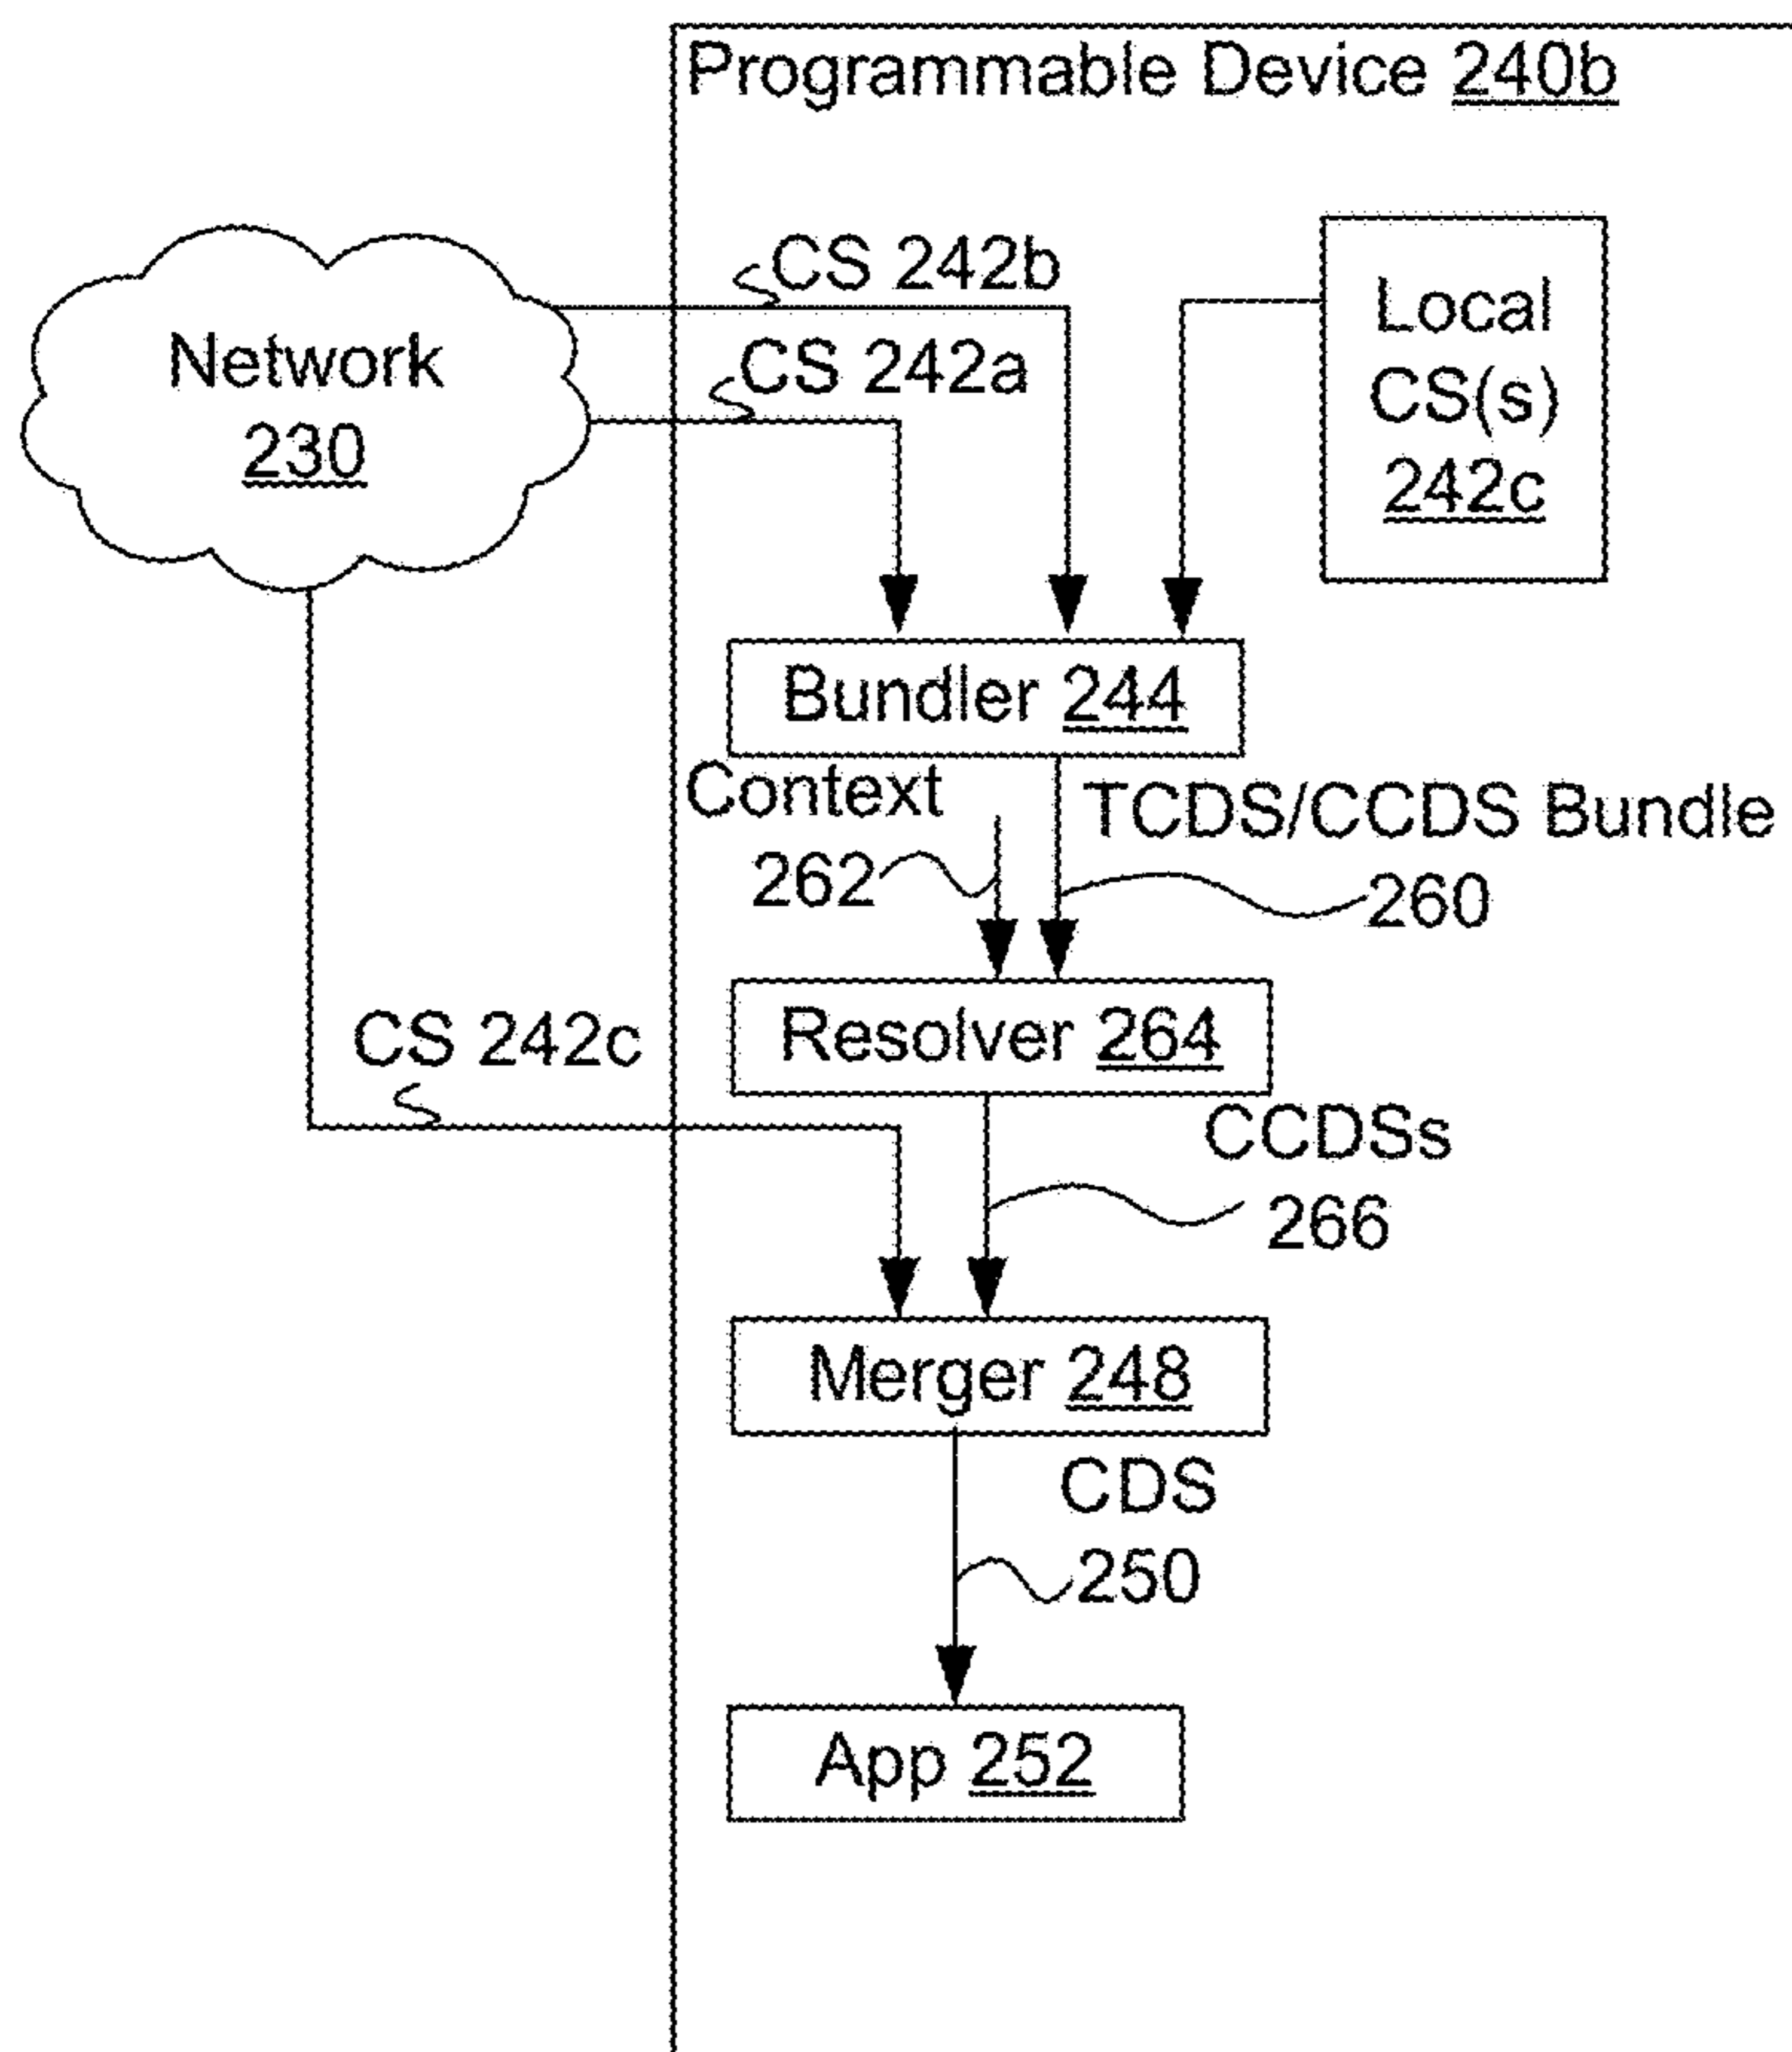 Programmable Device 240b
CS 242b
CS 242a
Network
230
Local
CS(s)
242c
Bundler 244
Context
262
TCDS/CCDS Bundle
260
Resolver 264
CS 242c
CCDSs
266
Merger 248
CDS
250
App 252